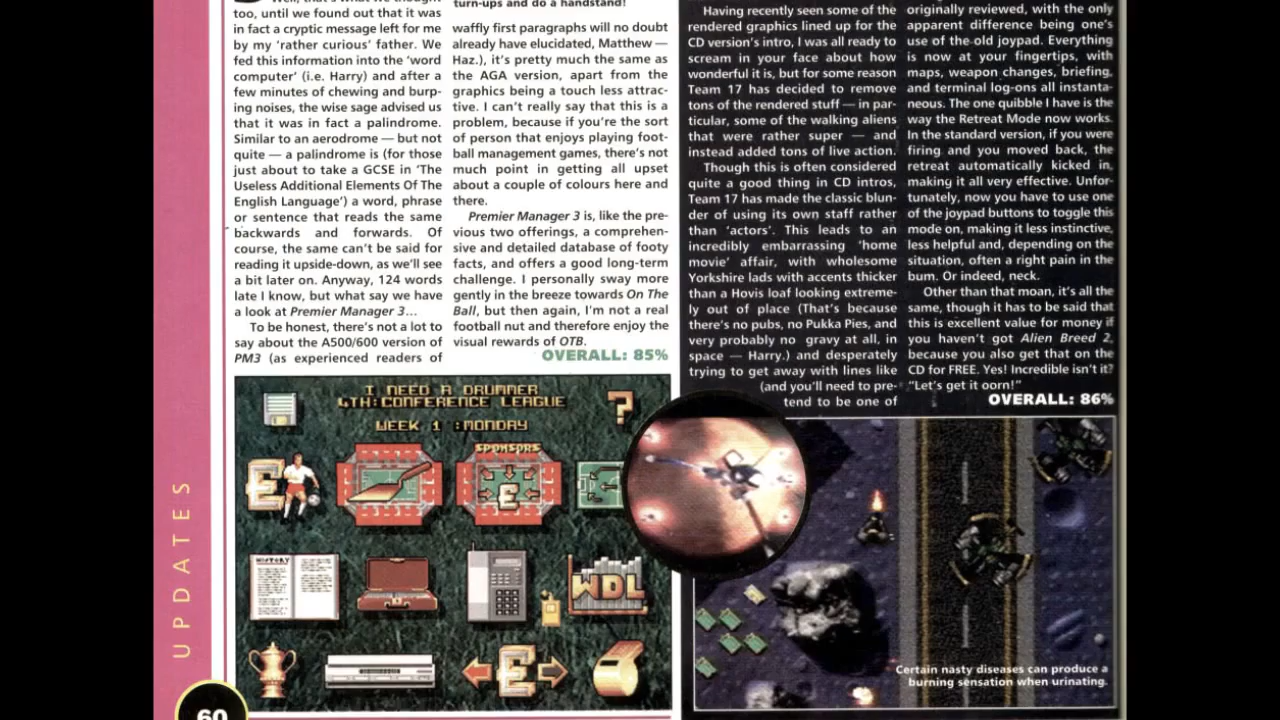 too, until we found out that it was
in fact a cryptic message left for me
by my 'rather curious' father. We
fed this information into the 'word
computer' (i.e. Harry) and after a
few minutes of chewing and burp-
ing noises, the wise sage advised us
that it was in fact a palindrome.
Similar to an aerodrome — but not
quite — a palindrome is (for those
just about to take a GCSE in 'The
Useless Additional Elements Of The
English Language') a word, phrase
or sentence that reads the same
backwards and forwards. Of
course, the same can't be said for
reading it upside-down, as we'll see
a bit later on. Anyway, 124 words
late I know, but what say we have
a look at Premier Manager 3...
To be honest, there's not a lot to
say about the A500/600 version of
PM3 (as experienced readers of
turn-ups and do a handstand!
waffly first paragraphs will no doubt
already have elucidated, Matthew —
Haz.), it's pretty much the same as
the AGA version, apart from the
graphics being a touch less attrac-
tive. I can't really say that this is a
problem, because if you're the sort
of person that enjoys playing foot-
ball management games, there's not
much point in getting all upset
about a couple of colours here and
there.
Premier Manager 3 is, like the pre-
vious two offerings, a comprehen-
sive and detailed database of footy
facts, and offers a good long-term
challenge. I personally sway more
gently in the breeze towards On The
Ball, but then again, I'm not a real
football nut and therefore enjoy the
visual rewards of OTB.
OVERALL: 85%
Having recently seen some of the
rendered graphics lined up for the
CD version's intro, I was all ready to
scream in your face about how
wonderful it is, but for some reason
Team 17 has decided to remove
tons of the rendered stuff — in par-
ticular, some of the walking aliens
that were rather super — and
instead added tons of live action.
Though this is often considered
quite a good thing in CD intros,
Team 17 has made the classic blun-
der of using its own staff rather
than 'actors'. This leads to an
incredibly embarrassing 'home
movie' affair, with wholesome
Yorkshire lads with accents thicker
than a Hovis loaf looking extreme-
ly out of place (That's because
there's no pubs, no Pukka Pies, and
very probably no gravy at all, in
space — Harry.) and desperately
trying to get away with lines like
(and you'll need to pre-
tend to be one of
originally reviewed, with the only
apparent difference being one's
use of the old joypad. Everything
is now at your fingertips, with
maps, weapon changes, briefing,
and terminal log-ons all instanta-
neous. The one quibble I have is the
way the Retreat Mode now works.
In the standard version, if you were
firing and you moved back, the
retreat automatically kicked in,
making it all very effective. Unfor-
tunately, now you have to use one
of the joypad buttons to toggle this
mode on, making it less instinctive,
less helpful and, depending on the
situation, often a right pain in the
bum. Or indeed, neck.
Other than that moan, it's all the
same, though it has to be said that
this is excellent value for money if
you haven't got Alien Breed 2,
because you also get that on the
CD for FREE. Yes! Incredible isn't it?
"Let's get it oorn!"
OVERALL: 86%
I NEED A DRUMMER
4TH:CONFERENCE LEAGUE
WEEK 1 :MONDAY
?
SPONSORS
£
£
HISTORY
WDL
£
Certain nasty diseases can produce a
burning sensation when urinating.
UPDATES
60